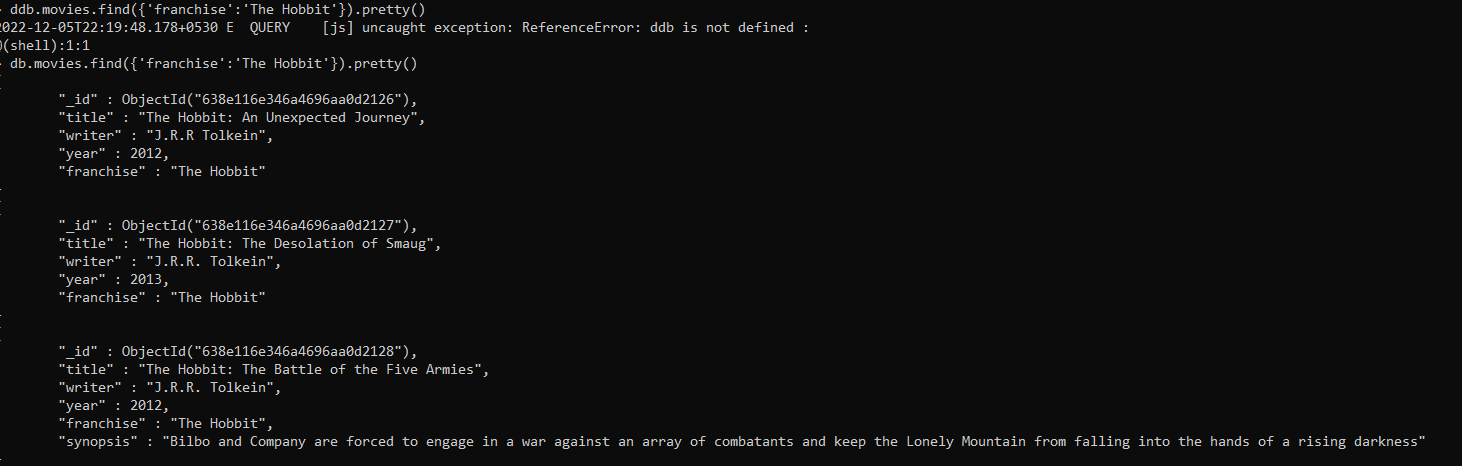 ddb.movies.find({'franchise':'The Hobbit'}).pretty()
2022-12-05T22:19:48.178+0530 E  QUERY    [js] uncaught exception: ReferenceError: ddb is not defined :
@(shell):1:1
db.movies.find({'franchise':'The Hobbit'}).pretty()
"_id" : ObjectId("638e116e346a4696aa0d2126"),
"title" : "The Hobbit: An Unexpected Journey",
"writer" : "J.R.R Tolkein",
"year" : 2012,
"franchise" : "The Hobbit"
"_id" : ObjectId("638e116e346a4696aa0d2127"),
"title" : "The Hobbit: The Desolation of Smaug",
"writer" : "J.R.R. Tolkein",
"year" : 2013,
"franchise" : "The Hobbit"
"_id" : ObjectId("638e116e346a4696aa0d2128"),
"title" : "The Hobbit: The Battle of the Five Armies",
"writer" : "J.R.R. Tolkein",
"year" : 2012,
"franchise" : "The Hobbit",
"synopsis" : "Bilbo and Company are forced to engage in a war against an array of combatants and keep the Lonely Mountain from falling into the hands of a rising darkness"